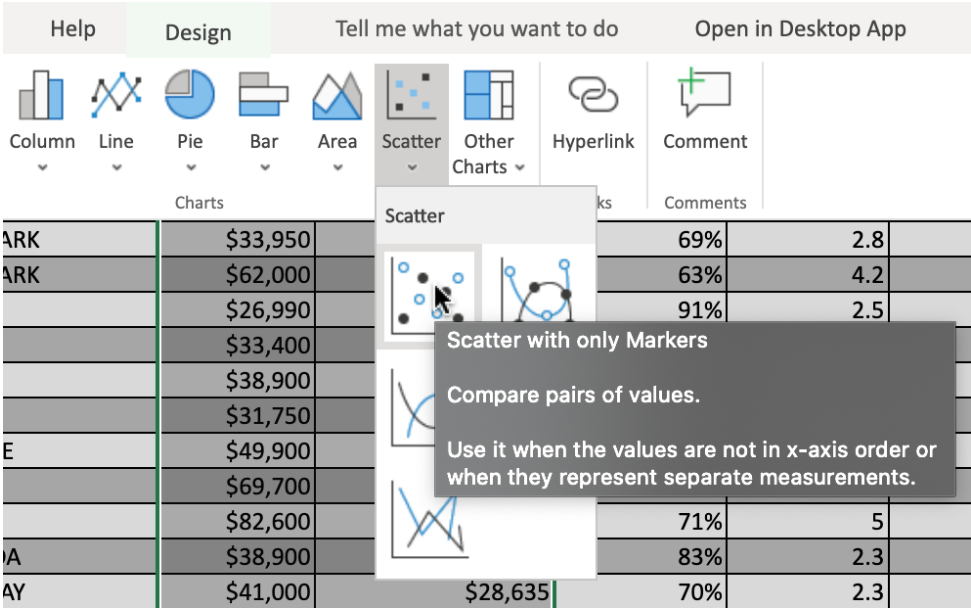 Help Design Tell me what you want to do Open in Desktop App
Column Line Pie Bar Area Scatter Other Charts Hyperlink Comment
Charts ks Comments
Scatter
ARK $33,950 69% 2.8
ARK $62,000 63% 4.2
$26,990 91% 2.5
$33,400
Scatter with only Markers
$38,900
Compare pairs of values.
$31,750
E $49,900
Use it when the values are not in x-axis order or
when they represent separate measurements.
$69,700
$82,600 71% 5
DA $38,900 83% 2.3
AY $41,000 $28,635 70% 2.3